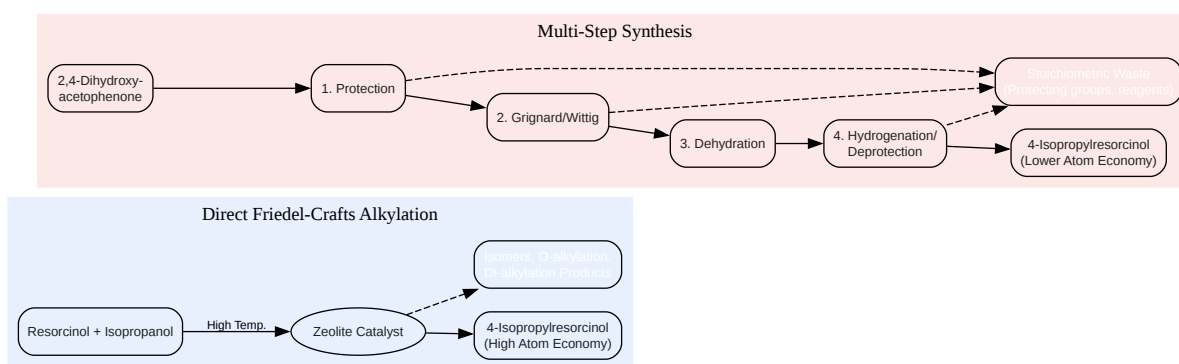 Multi-Step Synthesis
2,4-Dihydroxy-
acetophenone
1. Protection
2. Grignard/Wittig
3. Dehydration
4. Hydrogenation/
Deprotection
Stoichiometric Waste
(Protecting groups, reagents)
4-Isopropylresorcinol
(Lower Atom Economy)
Direct Friedel-Crafts Alkylation
Resorcinol + Isopropanol
High Temp.
Zeolite Catalyst
Isomers, O-alkylation,
Di-alkylation Products
4-Isopropylresorcinol
(High Atom Economy)